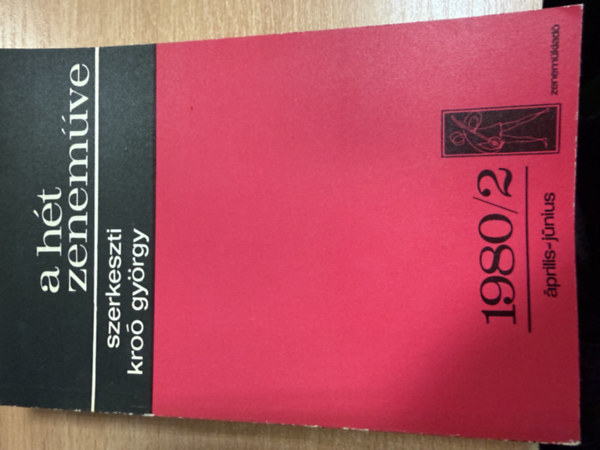 a hét
zeneműve
szerkeszti
kroó györgy
1980/2
április-június
zeneműkiadó